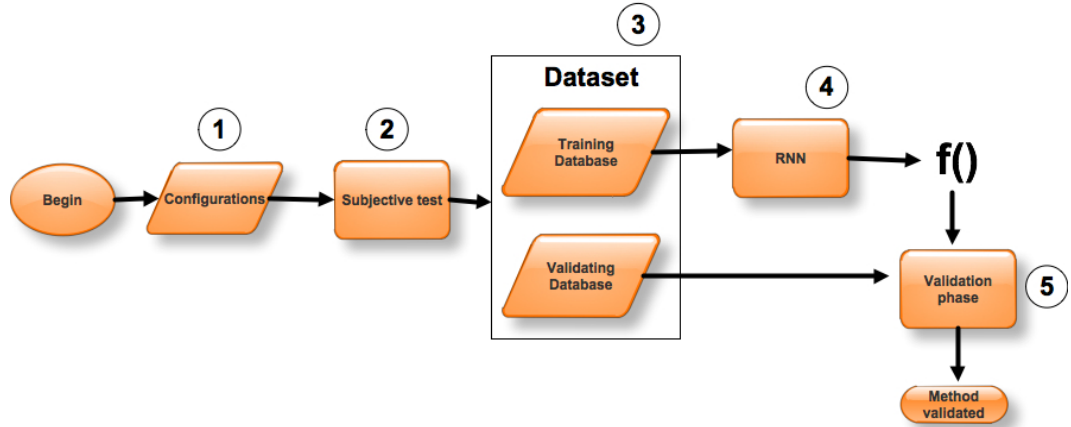 3
Dataset
4
1
2
Training
Database
RNN
f()
Begin
Configurations
Subjective test
Validating
Database
Validation
phase
5
Method
validated